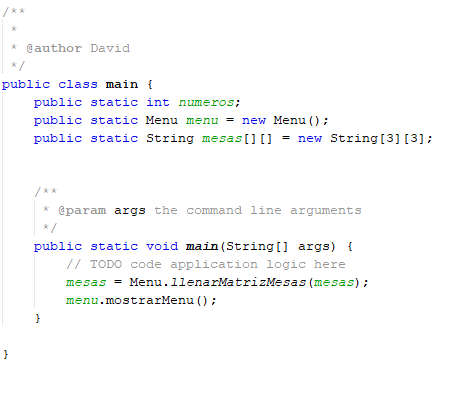 /**
 *
 * @author David
 */
public class main {
    public static int numeros;
    public static Menu menu = new Menu();
    public static String mesas[][] = new String[3][3];
    /**
     * @param args the command line arguments
     */
    public static void main(String[] args) {
        // TODO code application logic here
        mesas = Menu.llenarMatrizMesas(mesas);
        menu.mostrarMenu();
    }
}